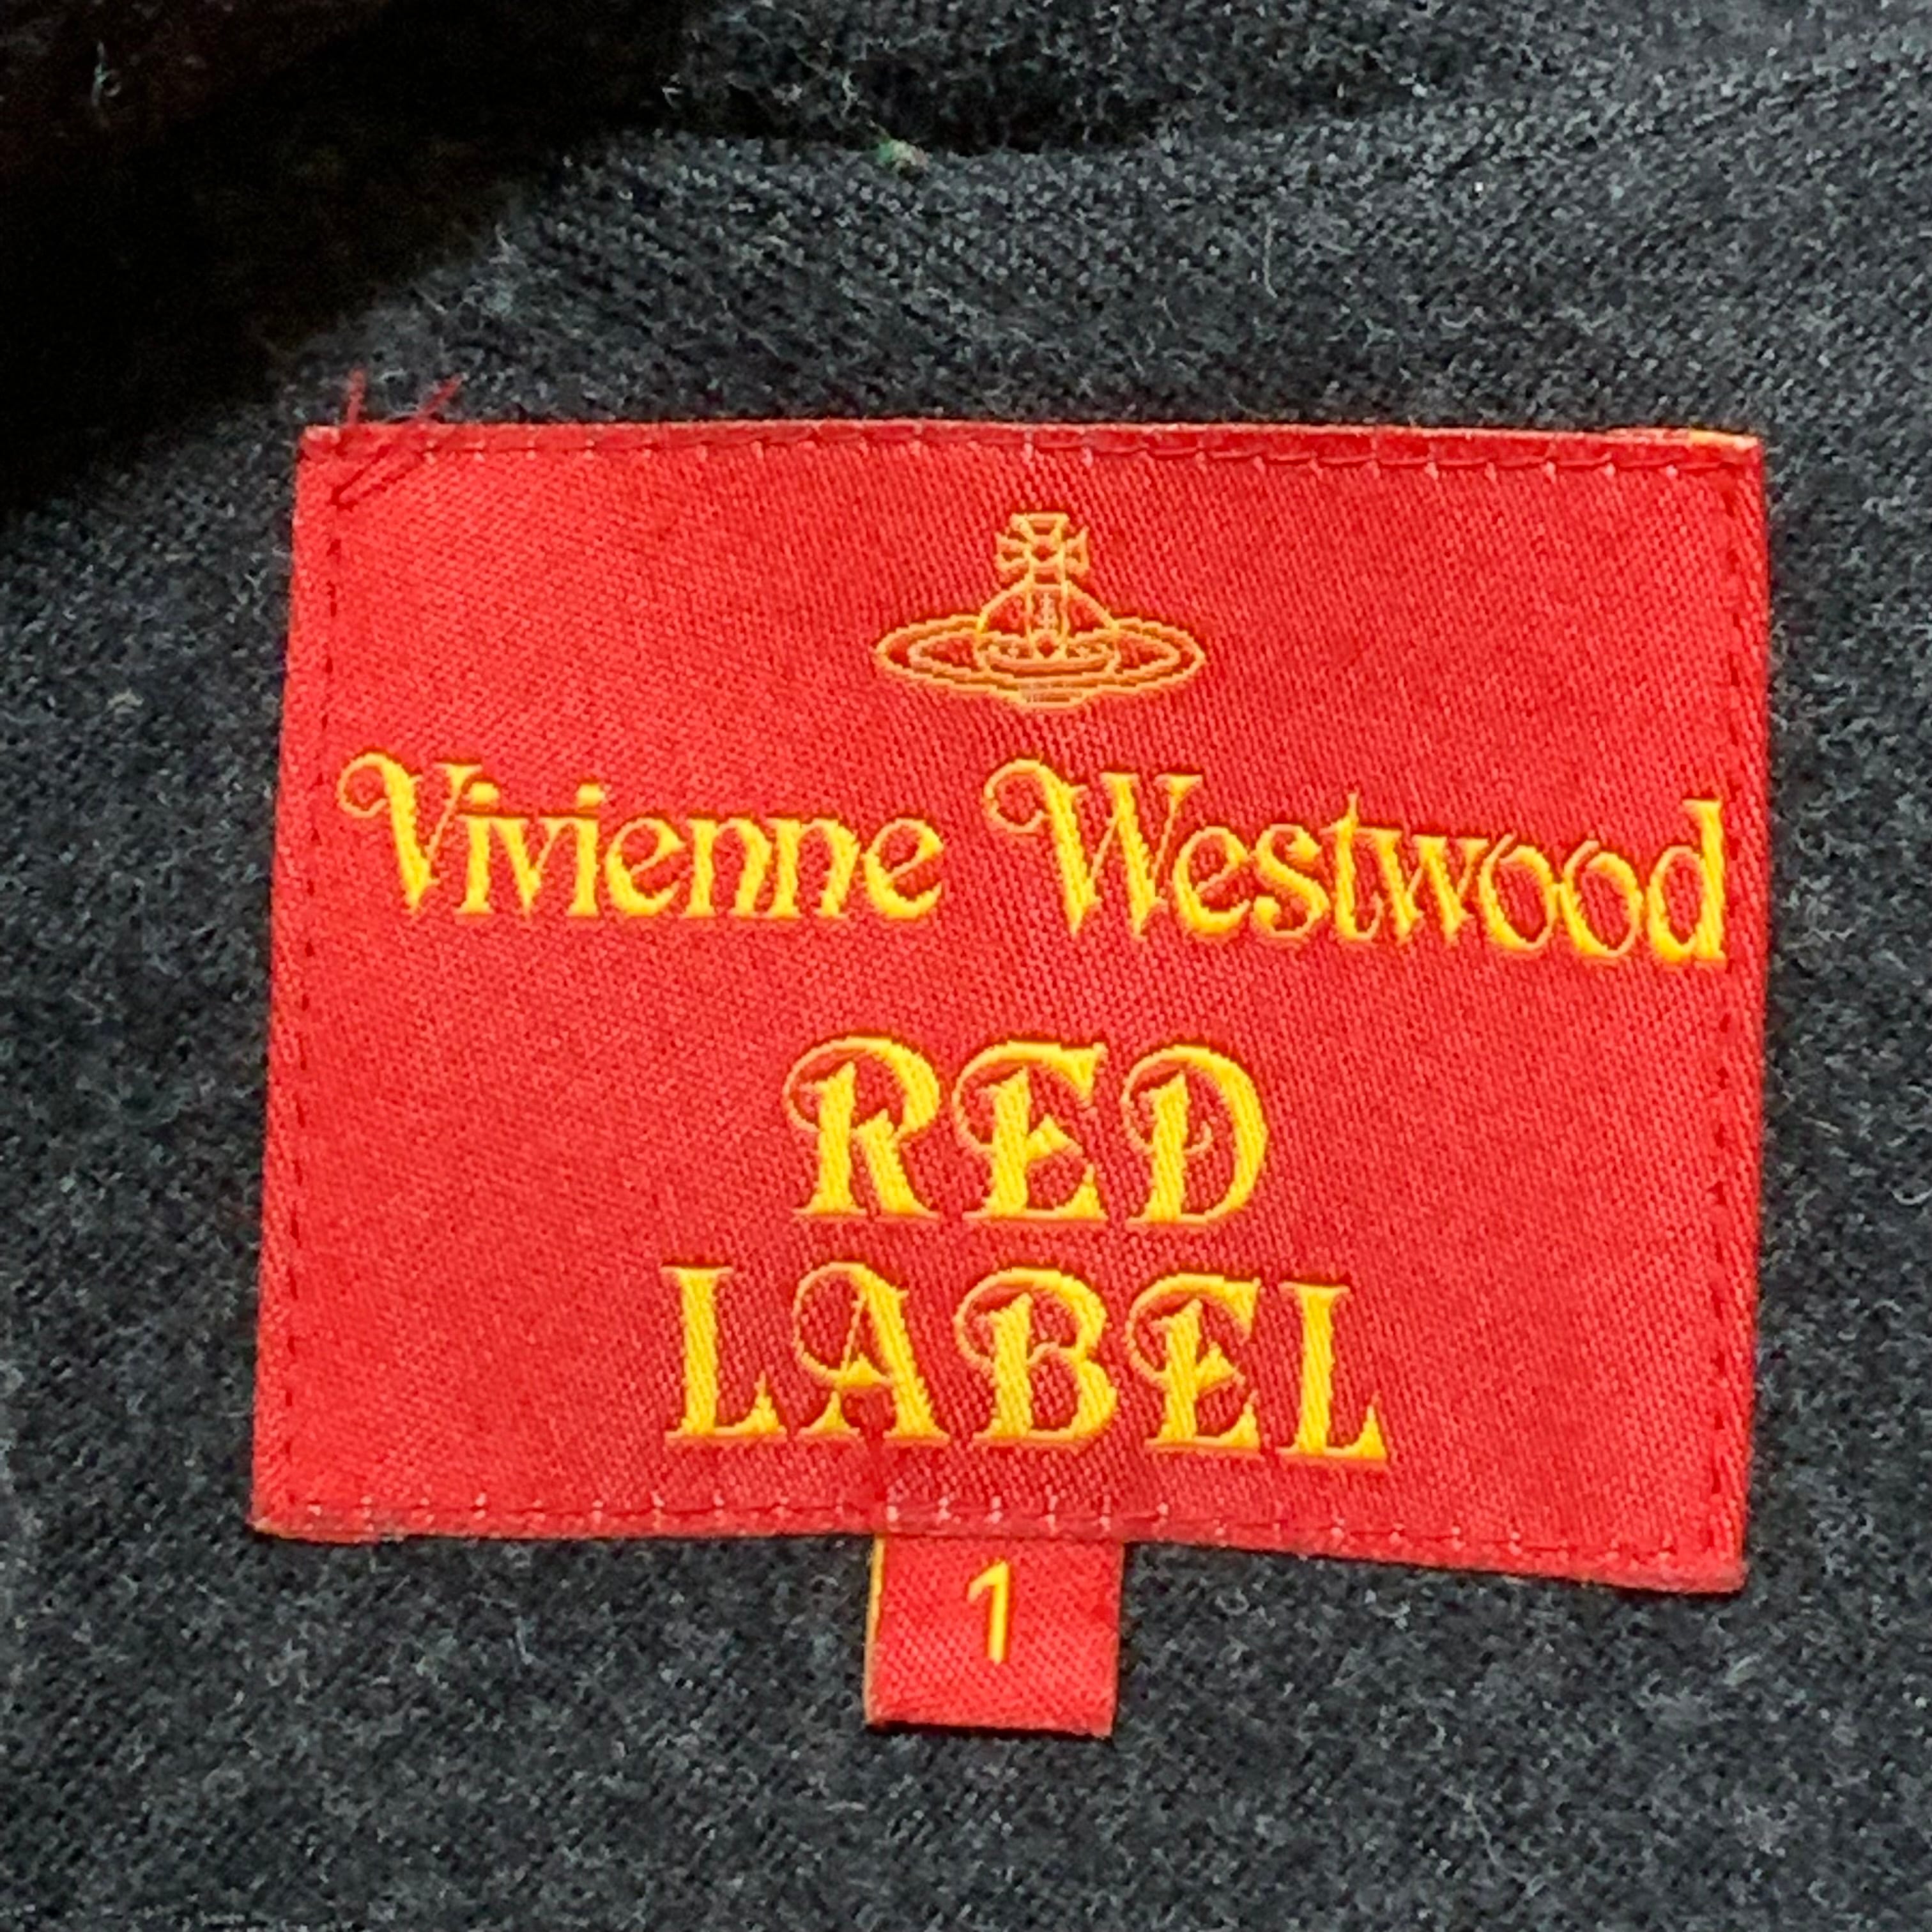 Vivienne Westwood
RED
LABEL
1